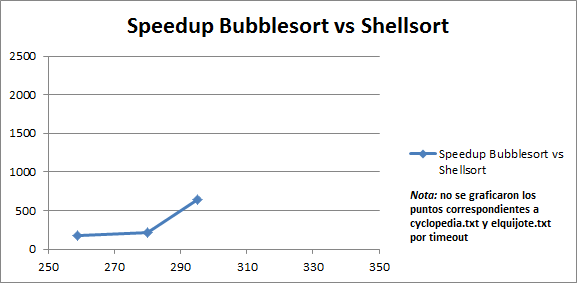 Speedup Bubblesort vs Shellsort
2500
2000
1500
1000
500
0
250 270 290 310 330 350
Speedup Bubblesort vs
Shellsort
Nota: no se graficaron los
puntos correspondientes a
cyclopedia.txt y elquijote.txt
por timeout